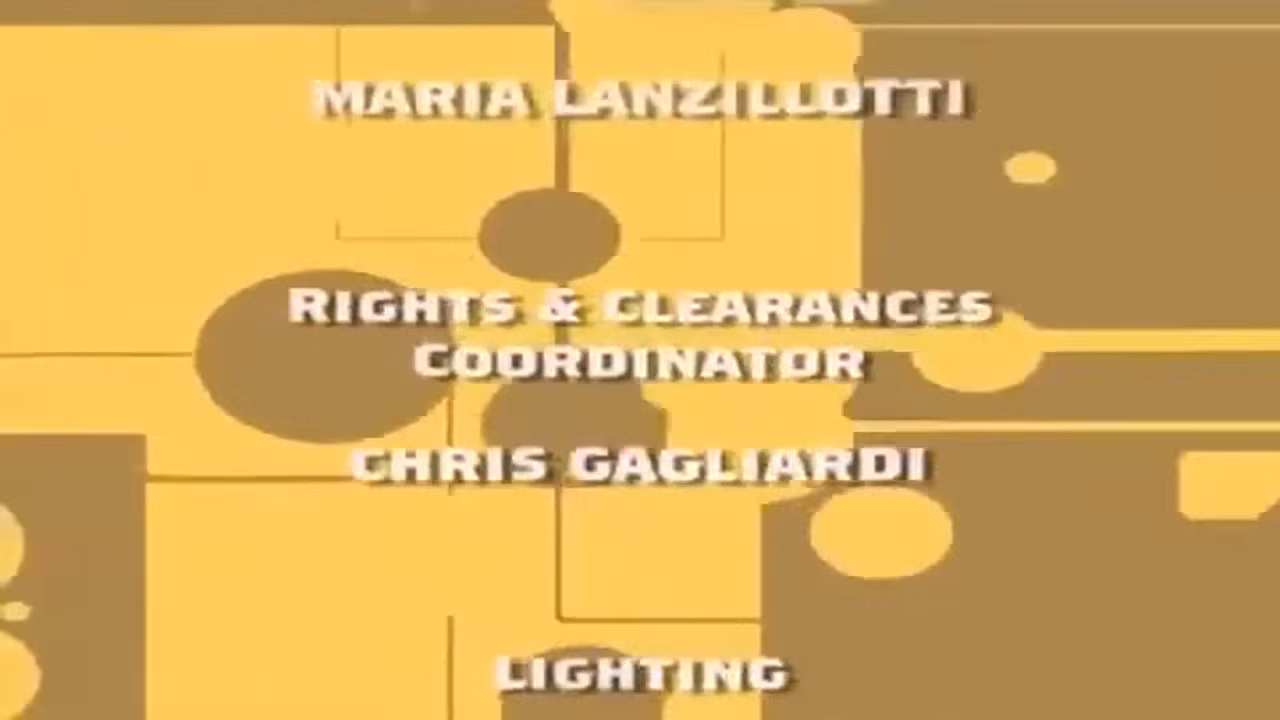 MARIA LANZILLOTTI
RIGHTS & CLEARANCES
COORDINATOR
CHRIS GAGLIARDI
LIGHTING